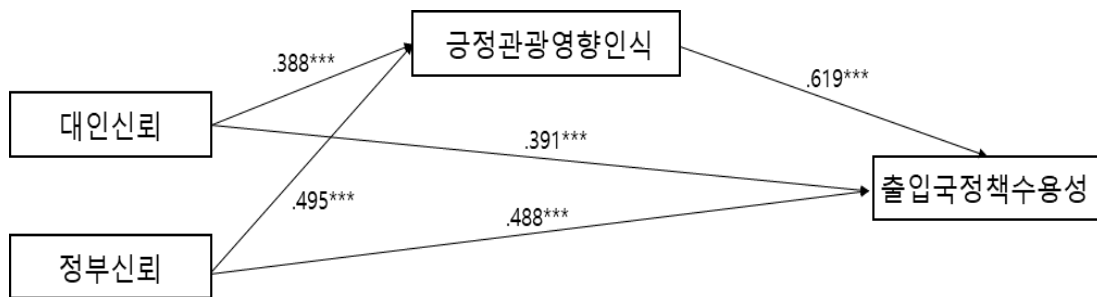 긍정관광영향인식
.388***
.619***
대인신뢰
.391***
출입국정책수용성
.495***
.488***
정부신뢰